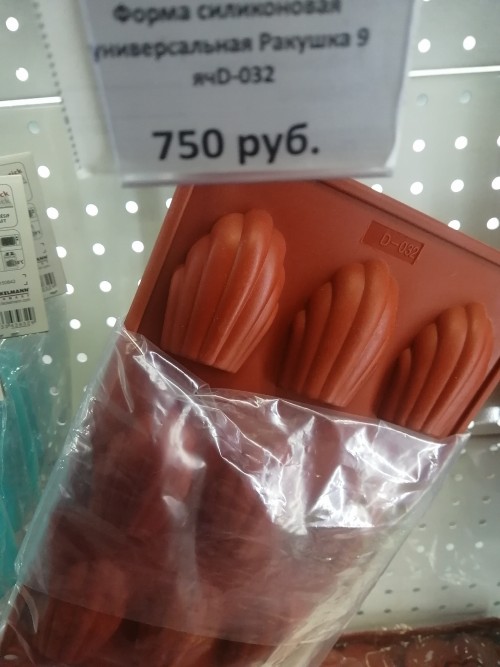 Форма силиконовая
универсальная Ракушка 9
ячD-032
750 руб.
D-032